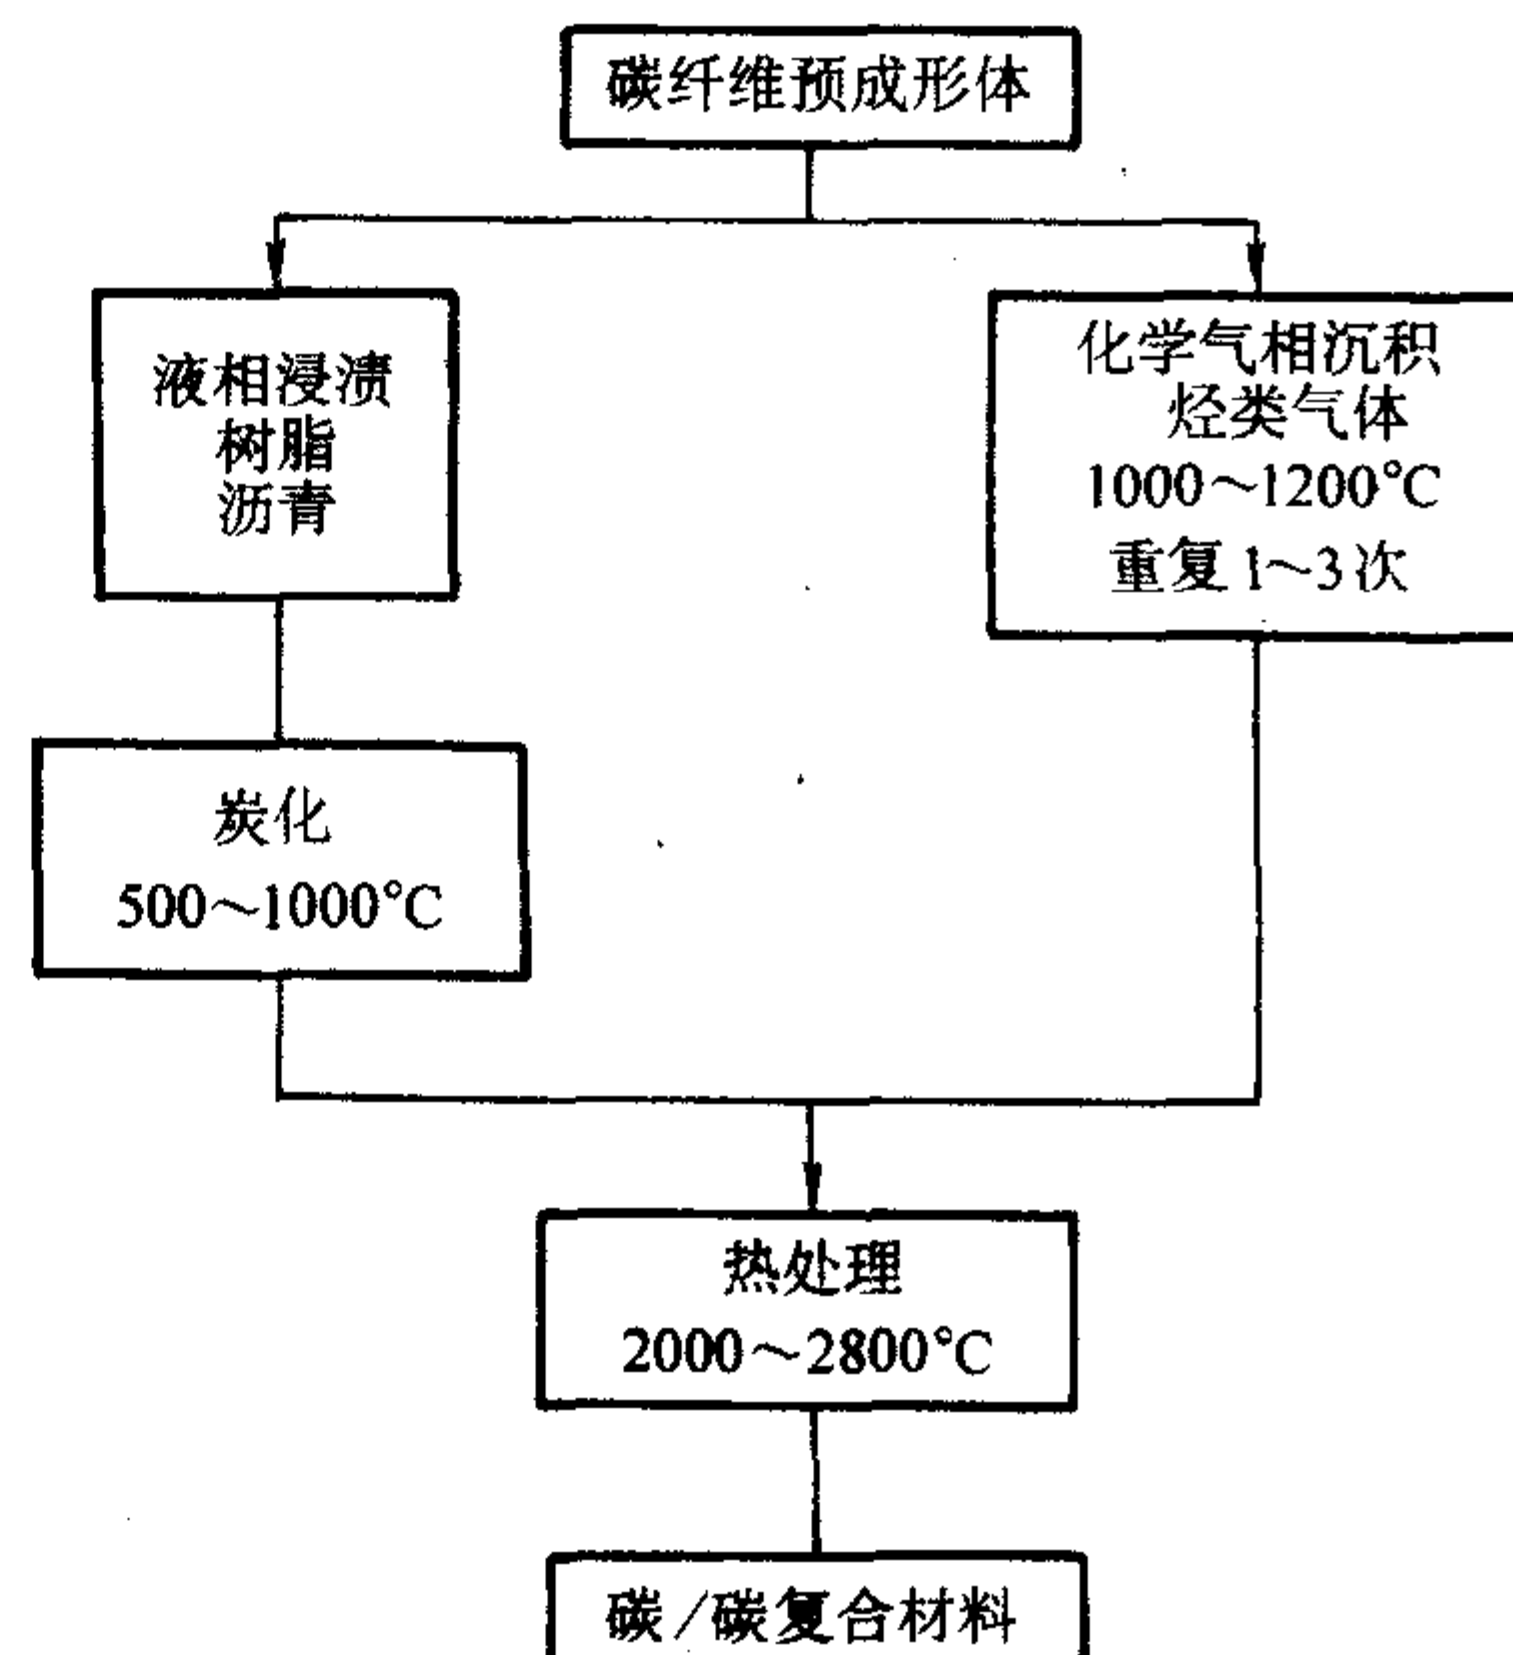 碳纤维预成形体
液相浸渍
树脂
沥青
化学气相沉积
烃类气体
1000～1200°C
重复1～3次
炭化
500～1000°C
热处理
2000～2800°C
碳/碳复合材料